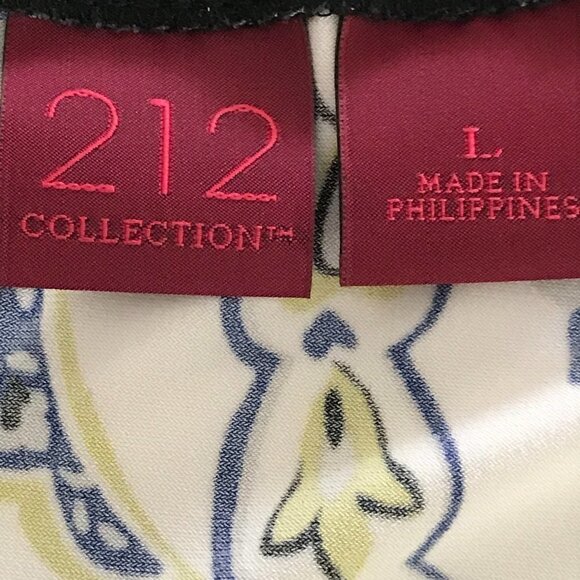 212
COLLECTION™
L
MADE IN
PHILIPPINES